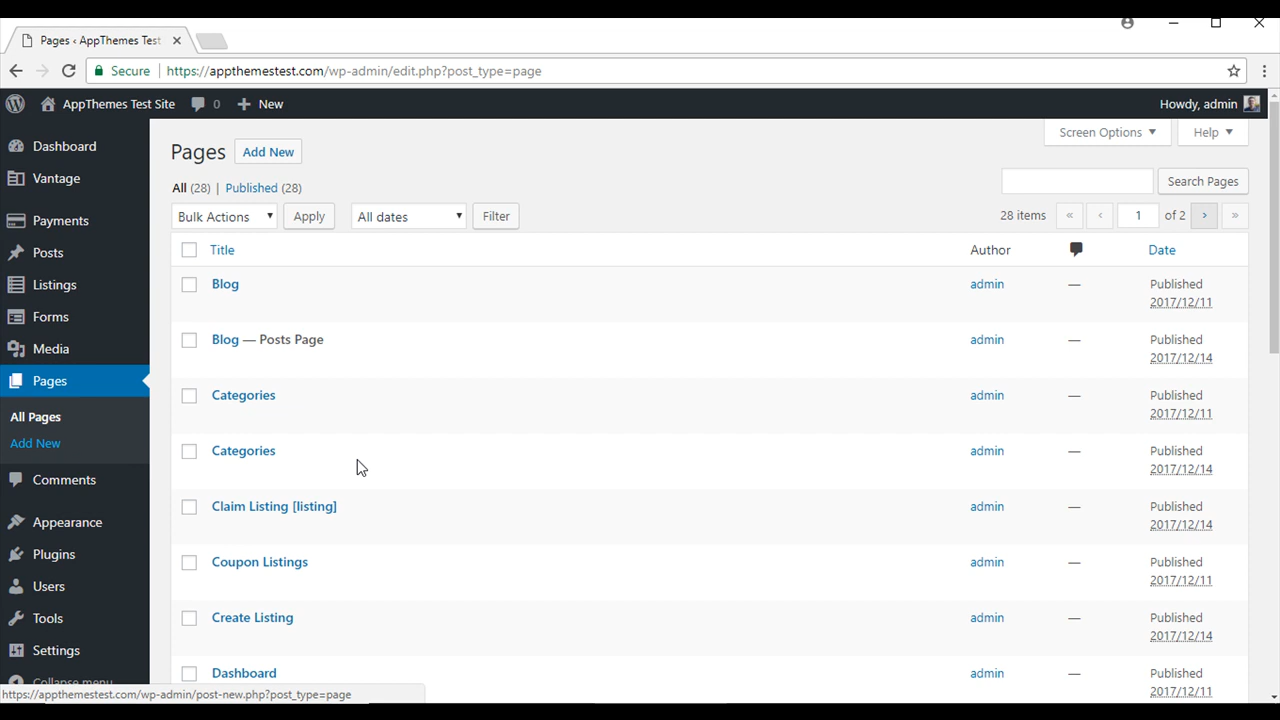 Pages ‹ AppThemes Test
Secure https://appthemestest.com/wp-admin/edit.php?post_type=page
AppThemes Test Site 0 New Howdy, admin
Screen Options Help
Dashboard
Vantage
Payments
Posts
Listings
Forms
Media
Pages
All Pages
Add New
Comments
Appearance
Plugins
Users
Tools
Settings
Collapse menu
Pages Add New
All (28) | Published (28)
Search Pages
Bulk Actions Apply All dates Filter
28 items « ‹ 1 of 2 › »
Title Author Date
Blog admin — Published
2017/12/11
Blog — Posts Page admin — Published
2017/12/14
Categories admin — Published
2017/12/11
Categories admin — Published
2017/12/14
Claim Listing [listing] admin — Published
2017/12/14
Coupon Listings admin — Published
2017/12/11
Create Listing admin — Published
2017/12/14
Dashboard admin — Published
2017/12/11
https://appthemestest.com/wp-admin/post-new.php?post_type=page